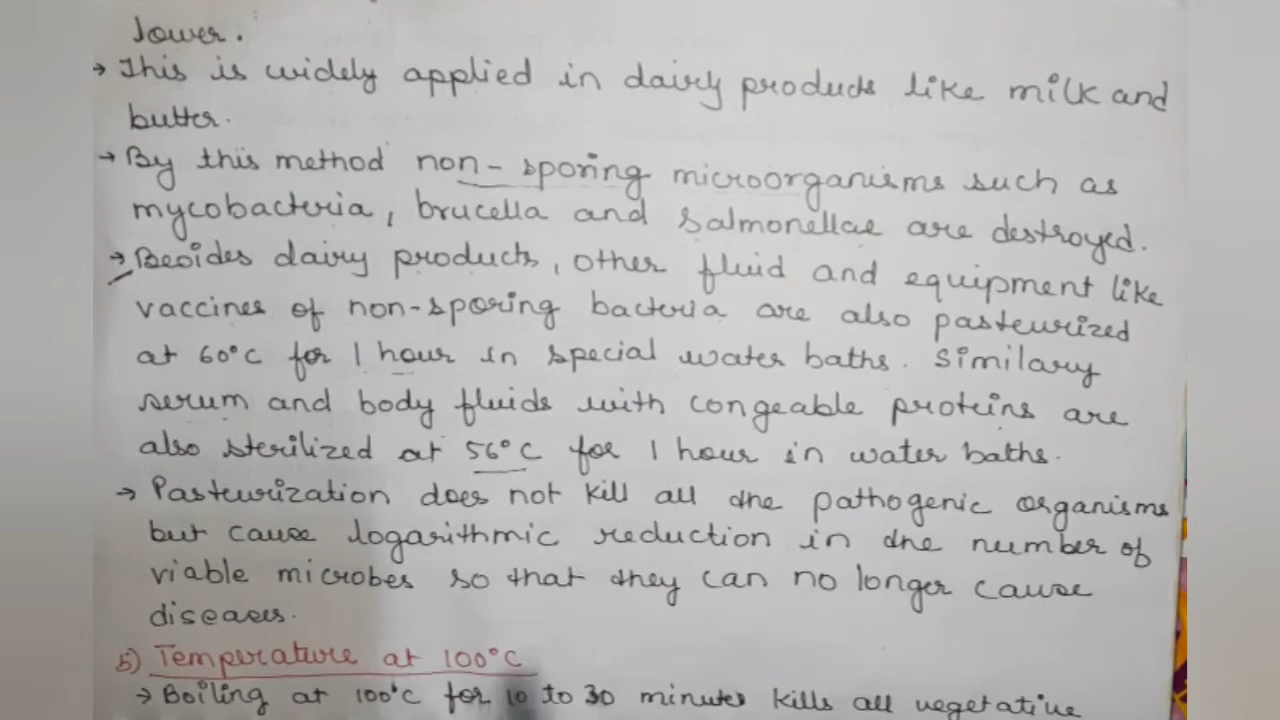 lower.
→ This is widely applied in dairy products like milk and
butter.
→ By this method non-sporing microorganisms such as
mycobacteria, brucella and salmonellae are destroyed.
→ Besides dairy products, other fluid and equipment like
vaccines of non-sporing bacteria are also pasteurized
at 60°C for 1 hour in special water baths. Similary
serum and body fluids with congeable proteins are
also sterilized at 56°C for 1 hour in water baths.
→ Pasteurization does not kill all the pathogenic organisms
but cause logarithmic reduction in the number of
viable microbes so that they can no longer cause
diseases.
5) Temperature at 100°C
→ Boiling at 100°C for 10 to 30 minutes kills all vegetative